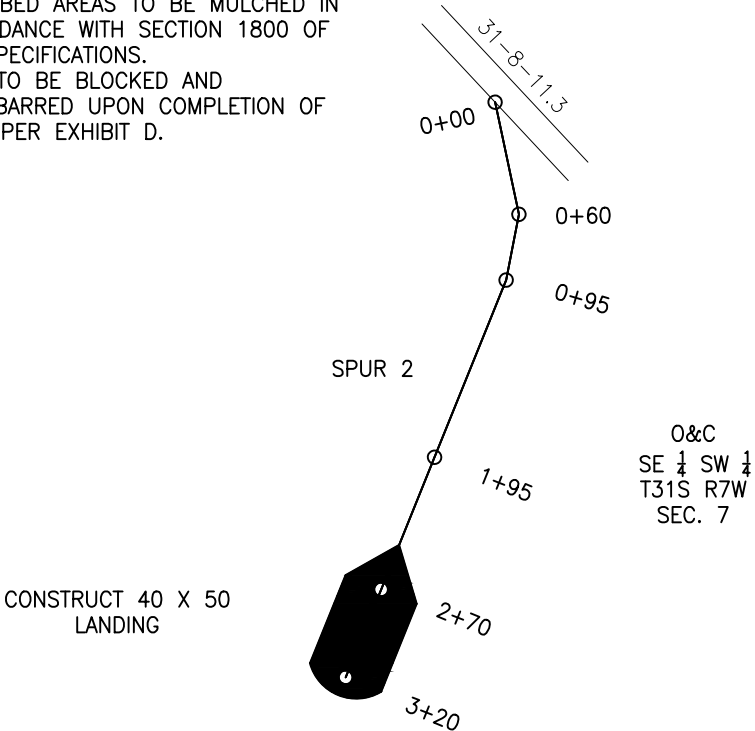 BED AREAS TO BE MULCHED IN
DANCE WITH SECTION 1800 OF
PECIFICATIONS.
TO BE BLOCKED AND
BARRED UPON COMPLETION OF
PER EXHIBIT D.
31-8-11.3
0+00
0+60
0+95
SPUR 2
1+95
O&C
SE 1/4 SW 1/4
T31S R7W
SEC. 7
CONSTRUCT 40 X 50
LANDING
2+70
3+20